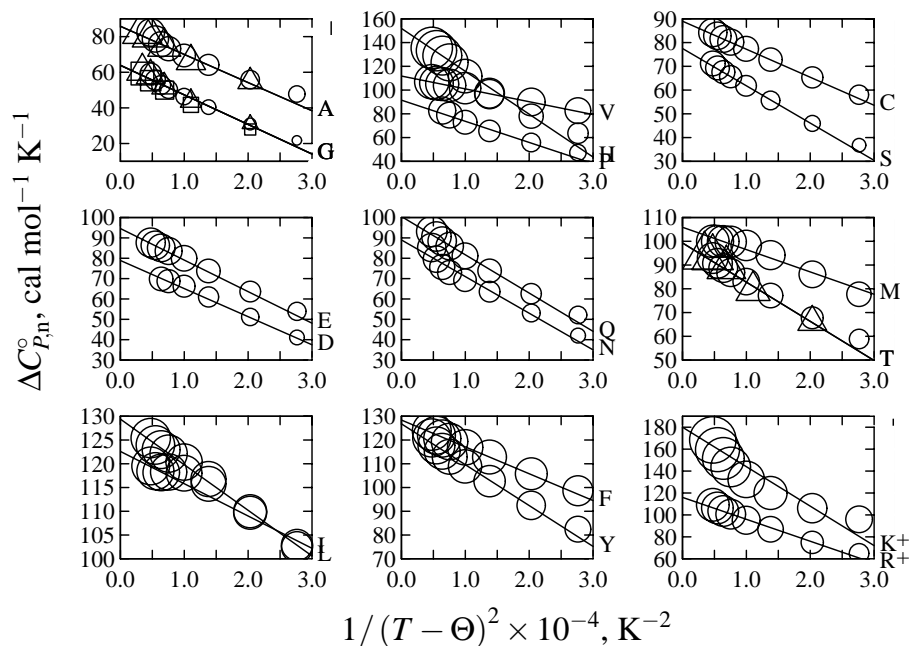 ΔC°P,n, cal mol−1 K−1
80
60
40
20
0.0 1.0 2.0 3.0
A
G
160
140
120
100
80
60
40
0.0 1.0 2.0 3.0
V
H
P
90
80
70
60
50
40
30
0.0 1.0 2.0 3.0
C
S
100
90
80
70
60
50
40
30
0.0 1.0 2.0 3.0
E
D
100
90
80
70
60
50
40
30
0.0 1.0 2.0 3.0
Q
N
110
100
90
80
70
60
50
0.0 1.0 2.0 3.0
M
T
130
125
120
115
110
105
100
0.0 1.0 2.0 3.0
I
L
130
120
110
100
90
80
70
0.0 1.0 2.0 3.0
F
Y
180
160
140
120
100
80
60
0.0 1.0 2.0 3.0
K+
R+
1/(T − Θ)2 × 10−4, K−2